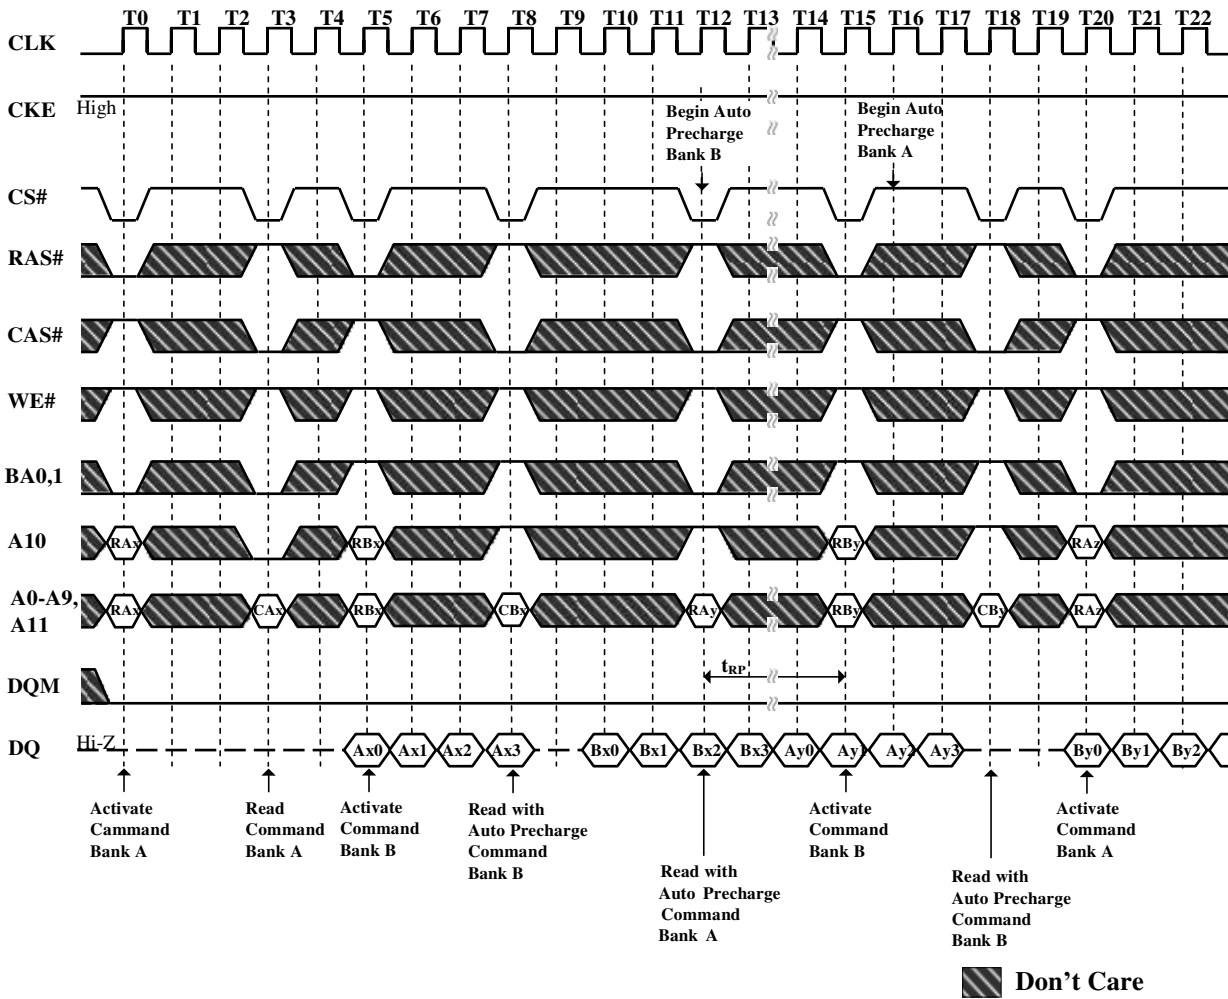 T0 T1 T2 T3 T4 T5 T6 T7 T8 T9 T10 T11 T12 T13 T14 T15 T16 T17 T18 T19 T20 T21 T22
CLK
CKE High
Begin Auto
Precharge
Bank B
Begin Auto
Precharge
Bank A
CS#
RAS#
CAS#
WE#
BA0,1
A10 RAx RBx RBy RAz
A0-A9,
A11
RAx CAx RBx CBx RAy RBy CBy RAz
DQM
tRP
DQ Hi-Z Ax0 Ax1 Ax2 Ax3 Bx0 Bx1 Bx2 Bx3 Ay0 Ay1 Ay2 Ay3 By0 By1 By2
Activate
Cammand
Bank A
Read
Command
Bank A
Activate
Command
Bank B
Read with
Auto Precharge
Command
Bank B
Read with
Auto Precharge
Command
Bank A
Activate
Command
Bank B
Read with
Auto Precharge
Command
Bank B
Activate
Command
Bank A
Don't Care